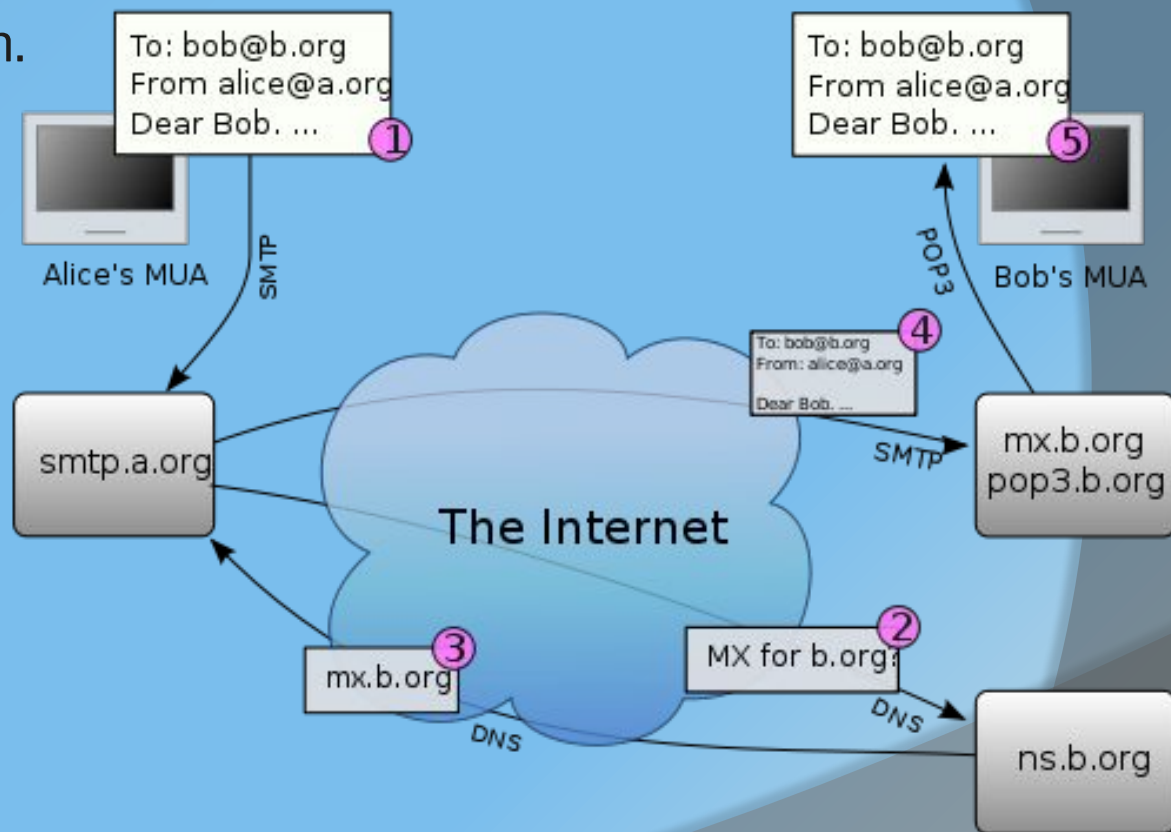 To: bob@b.org
From alice@a.org
Dear Bob. ...
1
To: bob@b.org
From alice@a.org
Dear Bob. ...
5
SMTP
Alice's MUA
POP3
Bob's MUA
4
To: bob@b.org
From: alice@a.org
Dear Bob. ...
smtp.a.org
SMTP
mx.b.org
pop3.b.org
The Internet
3
mx.b.org
2
MX for b.org?
DNS
DNS
ns.b.org